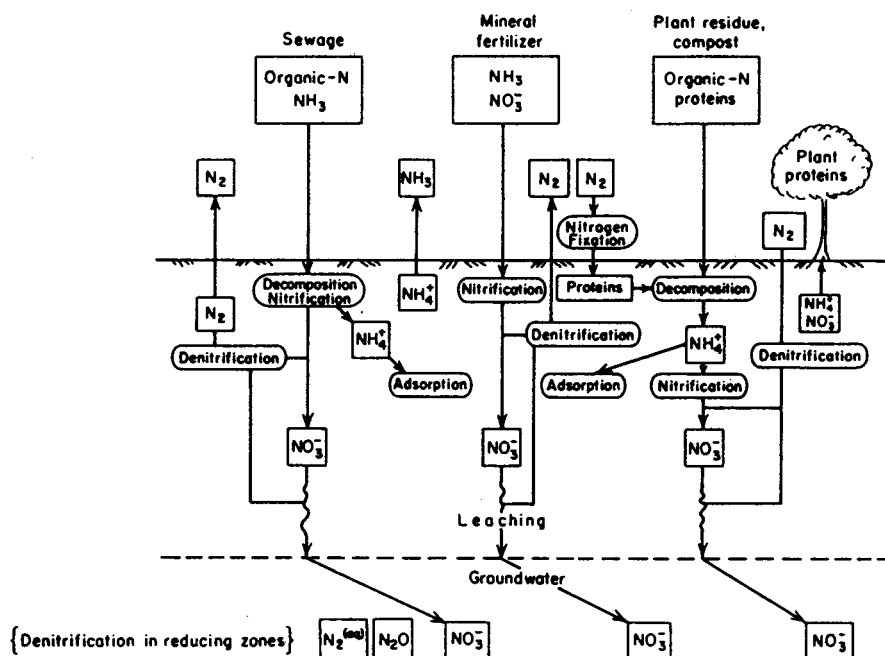 Sewage
Mineral
fertilizer
Plant residue,
compost
Organic-N
NH₃
NH₃
NO₃⁻
Organic-N
proteins
Plant
proteins
N₂
NH₃
N₂
N₂
N₂
Nitrogen
Fixation
Decomposition
Nitrification
NH₄⁺
Nitrification
Proteins
Decomposition
NH₄⁺
NO₃⁻
N₂
NH₄⁺
NH₄⁺
Denitrification
Denitrification
Denitrification
Adsorption
Adsorption
Nitrification
NO₃⁻
NO₃⁻
NO₃⁻
Leaching
Groundwater
{Denitrification in reducing zones}
N₂(aq)
N₂O
NO₃⁻
NO₃⁻
NO₃⁻